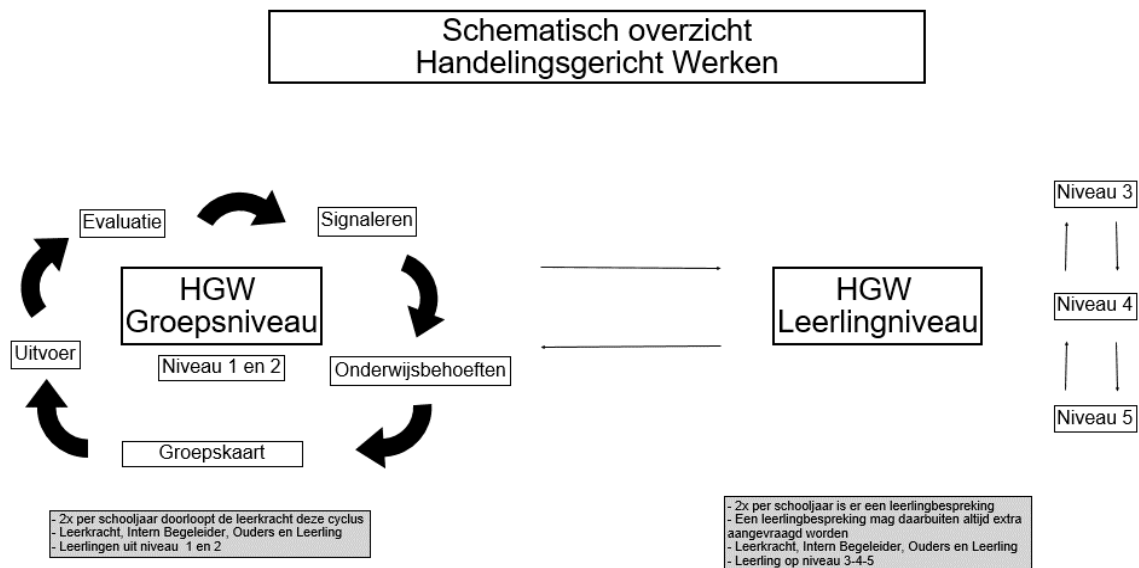 Schematisch overzicht
Handelingsgericht Werken
Evaluatie
Signaleren
HGW
Groepsniveau
Niveau 1 en 2
Uitvoer
Onderwijsbehoeften
Groepskaart
- 2x per schooljaar doorloopt de leerkracht deze cyclus
- Leerkracht, Intern Begeleider, Ouders en Leerling
- Leerlingen uit niveau 1 en 2
HGW
Leerlingniveau
Niveau 3
Niveau 4
Niveau 5
- 2x per schooljaar is er een leerlingbespreking
- Een leerlingbespreking mag daarbuiten altijd extra
aangevraagd worden
- Leerkracht, Intern Begeleider, Ouders en Leerling
- Leerling op niveau 3-4-5